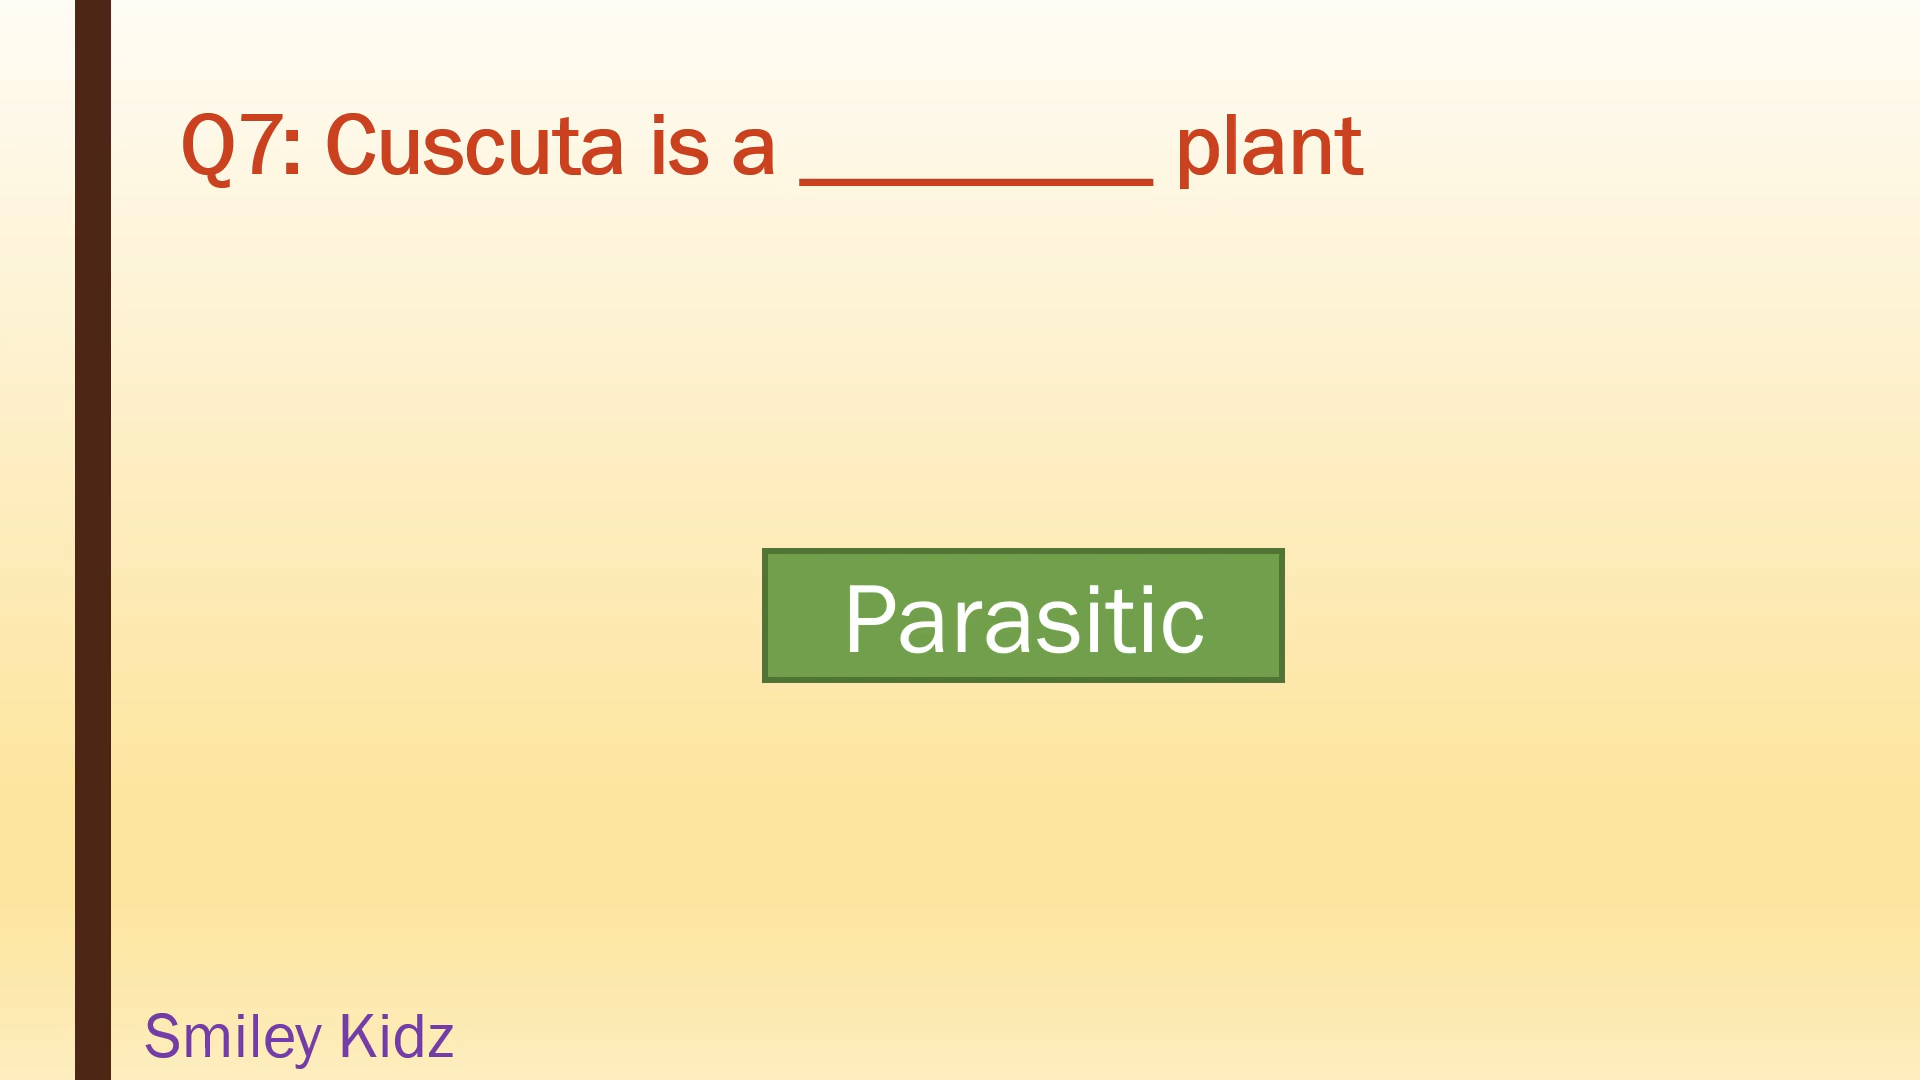 Q7: Cuscuta is a ________ plant
Parasitic
Smiley Kidz